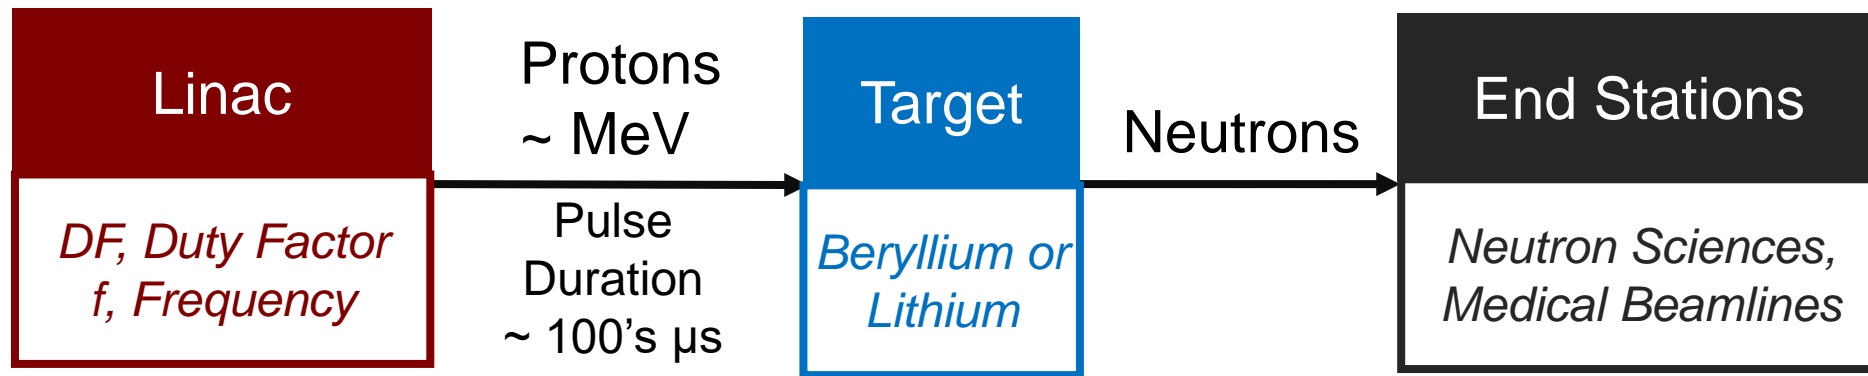 Linac
DF, Duty Factor
f, Frequency
Protons
~ MeV
Pulse
Duration
~ 100’s µs
Target
Beryllium or
Lithium
Neutrons
End Stations
Neutron Sciences,
Medical Beamlines